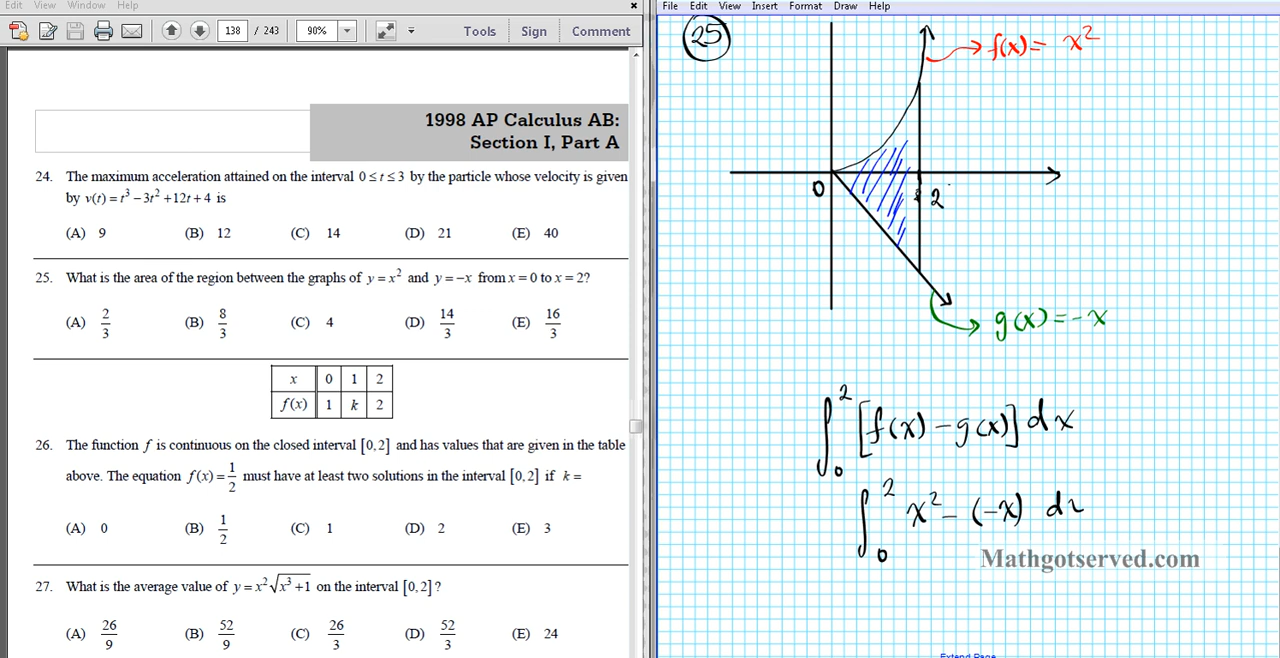 Edit View Window Help
138 / 243 90% Tools Sign Comment
1998 AP Calculus AB:
Section I, Part A
24. The maximum acceleration attained on the interval 0 ≤ t ≤ 3 by the particle whose velocity is given
by v(t) = t³ − 3t² + 12t + 4 is
(A) 9 (B) 12 (C) 14 (D) 21 (E) 40
25. What is the area of the region between the graphs of y = x² and y = −x from x = 0 to x = 2?
(A) 2/3 (B) 8/3 (C) 4 (D) 14/3 (E) 16/3
x 0 1 2
f(x) 1 k 2
26. The function f is continuous on the closed interval [0,2] and has values that are given in the table
above. The equation f(x) = 1/2 must have at least two solutions in the interval [0,2] if k =
(A) 0 (B) 1/2 (C) 1 (D) 2 (E) 3
27. What is the average value of y = x²√(x³+1) on the interval [0,2]?
(A) 26/9 (B) 52/9 (C) 26/3 (D) 52/3 (E) 24
File Edit View Insert Format Draw Help
25
f(x) = x²
0 2
g(x) = −x
∫₀² [f(x) − g(x)] dx
∫₀² x² − (−x) dx
Mathgotserved.com
Extend Page